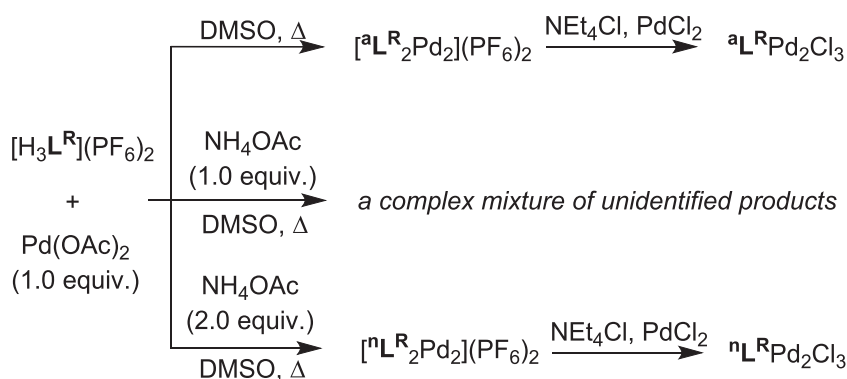 DMSO, Δ
[ᵃLᴿ₂Pd₂](PF₆)₂
NEt₄Cl, PdCl₂
ᵃLᴿPd₂Cl₃
[H₃Lᴿ](PF₆)₂
+
Pd(OAc)₂
(1.0 equiv.)
NH₄OAc
(1.0 equiv.)
DMSO, Δ
a complex mixture of unidentified products
NH₄OAc
(2.0 equiv.)
DMSO, Δ
[ⁿLᴿ₂Pd₂](PF₆)₂
NEt₄Cl, PdCl₂
ⁿLᴿPd₂Cl₃